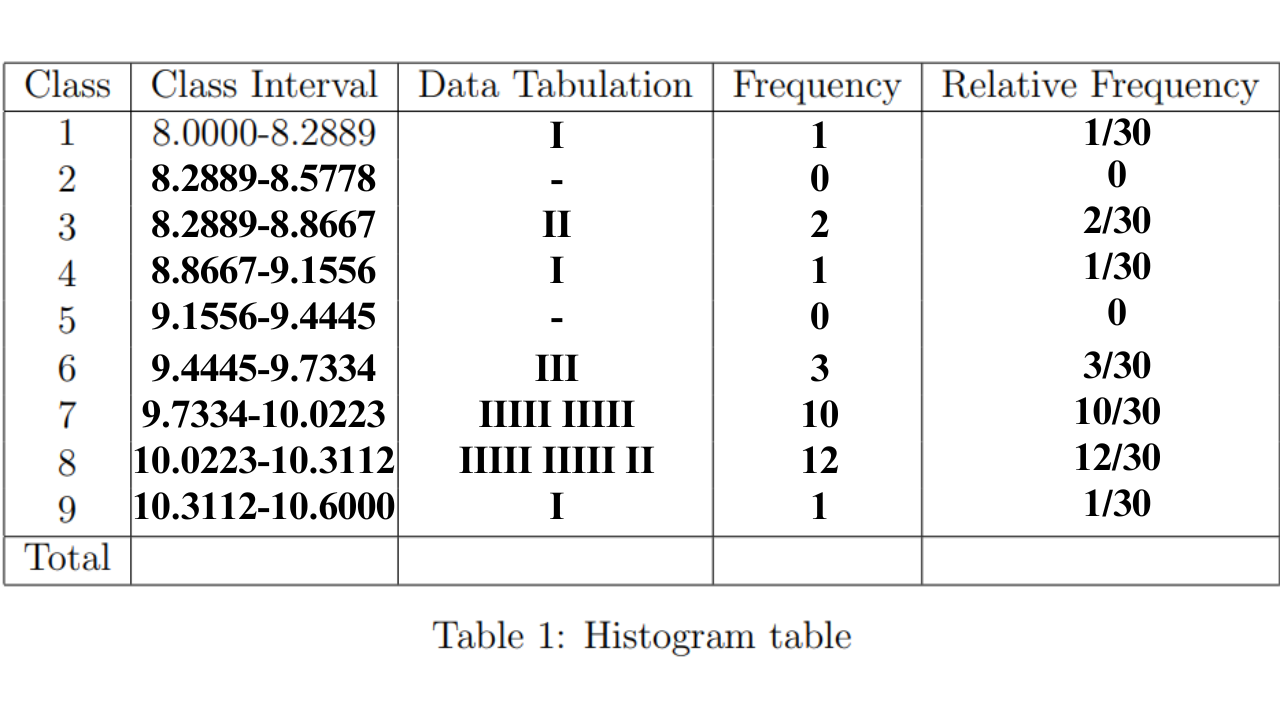 Class Class Interval Data Tabulation Frequency Relative Frequency
1 8.0000-8.2889 I 1 1/30
2 8.2889-8.5778 - 0 0
3 8.2889-8.8667 II 2 2/30
4 8.8667-9.1556 I 1 1/30
5 9.1556-9.4445 - 0 0
6 9.4445-9.7334 III 3 3/30
7 9.7334-10.0223 IIIII IIIII 10 10/30
8 10.0223-10.3112 IIIII IIIII II 12 12/30
9 10.3112-10.6000 I 1 1/30
Total
Table 1: Histogram table